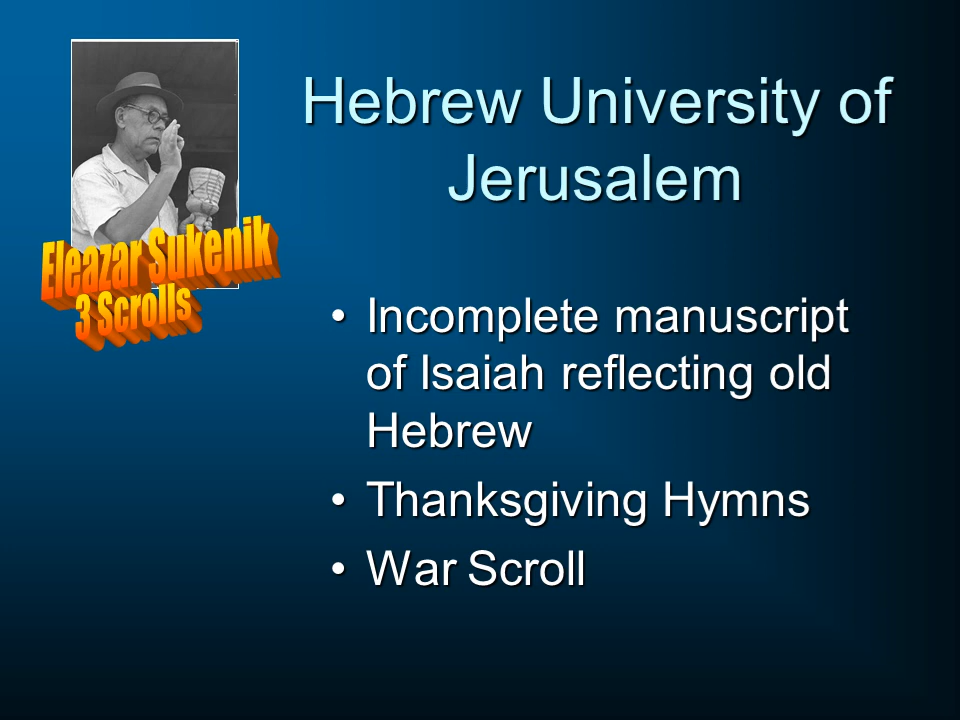 Hebrew University of
Jerusalem
Eleazar Sukenik
3 Scrolls
• Incomplete manuscript
of Isaiah reflecting old
Hebrew
• Thanksgiving Hymns
• War Scroll